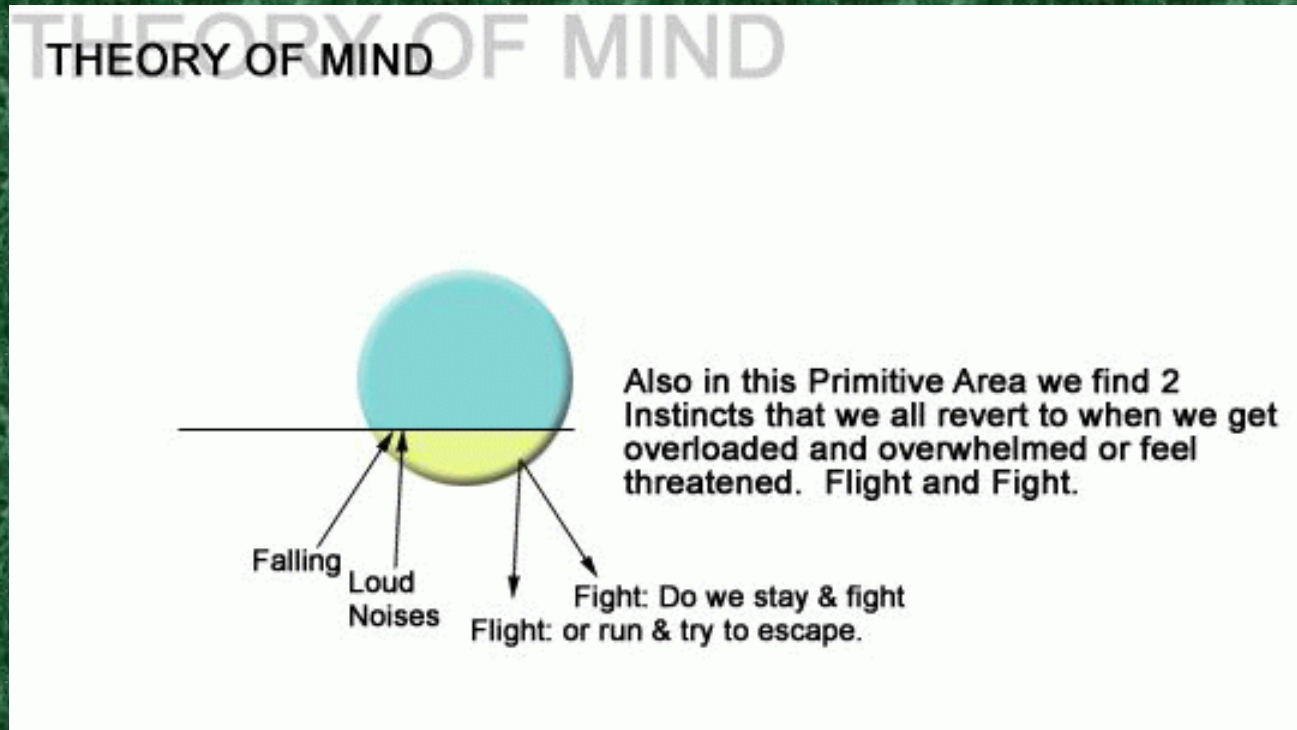 THEORY OF MIND
THEORY OF MIND
Also in this Primitive Area we find 2
Instincts that we all revert to when we get
overloaded and overwhelmed or feel
threatened. Flight and Fight.
Falling
Loud
Noises
Fight: Do we stay & fight
Flight: or run & try to escape.